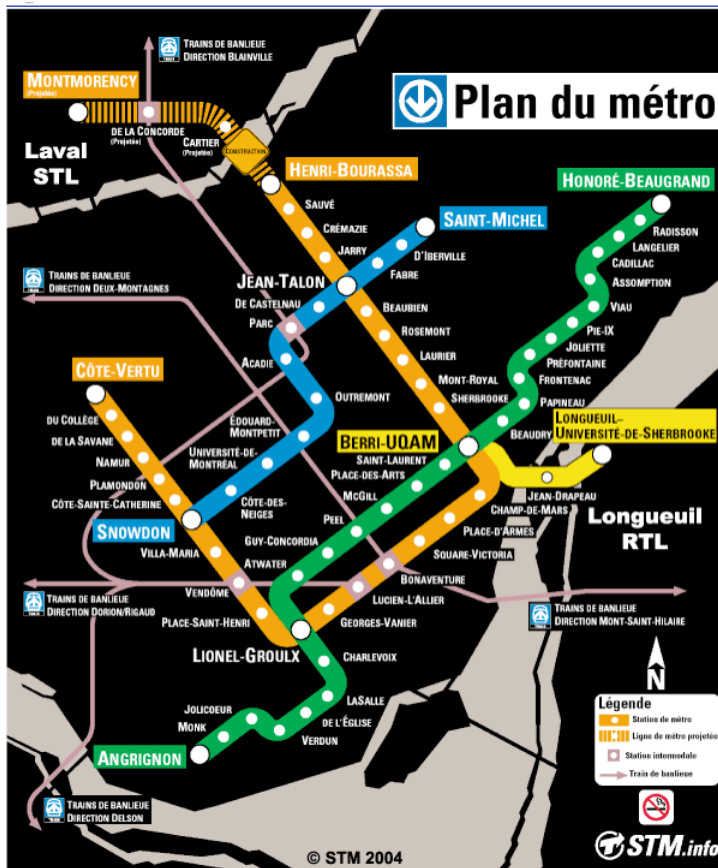 TRAINS DE BANLIEUE
DIRECTION BLAINVILLE
MONTMORENCY
(Projetée)
Plan du métro
DE LA CONCORDE
(Projetée)
CARTIER
(Projetée)
CONSTRUCTION
Laval
STL
HENRI-BOURASSA
HONORÉ-BEAUGRAND
SAUVÉ
SAINT-MICHEL
CRÉMAZIE
RADISSON
LANGELIER
JARRY
D'IBERVILLE
CADILLAC
FABRE
ASSOMPTION
TRAINS DE BANLIEUE
DIRECTION DEUX-MONTAGNES
JEAN-TALON
DE CASTELNAU
BEAUBIEN
VIAU
PARC
ROSEMONT
PIE-IX
JOLIETTE
ACADIE
LAURIER
PRÉFONTAINE
CÔTE-VERTU
MONT-ROYAL
FRONTENAC
OUTREMONT
SHERBROOKE
PAPINEAU
DU COLLÈGE
ÉDOUARD-
MONTPETIT
BERRI-UQAM
BEAUDRY
LONGUEUIL–
UNIVERSITÉ-DE-SHERBROOKE
DE LA SAVANE
UNIVERSITÉ-DE-
MONTRÉAL
SAINT-LAURENT
NAMUR
PLACE-DES-ARTS
PLAMONDON
MCGILL
JEAN-DRAPEAU
CÔTE-SAINTE-CATHERINE
CÔTE-DES-
NEIGES
CHAMP-DE-MARS
SNOWDON
PEEL
Longueuil
RTL
PLACE-D'ARMES
VILLA-MARIA
GUY-CONCORDIA
SQUARE-VICTORIA
ATWATER
BONAVENTURE
VENDÔME
LUCIEN-L'ALLIER
TRAINS DE BANLIEUE
DIRECTION DORION/RIGAUD
PLACE-SAINT-HENRI
GEORGES-VANIER
TRAINS DE BANLIEUE
DIRECTION MONT-SAINT-HILAIRE
LIONEL-GROULX
CHARLEVOIX
N
LASALLE
JOLICOEUR
DE L'ÉGLISE
MONK
VERDUN
ANGRIGNON
Légende
Station de métro
Ligne de métro projetée
Station intermodale
Train de banlieue
TRAINS DE BANLIEUE
DIRECTION DELSON
© STM 2004
STM.info